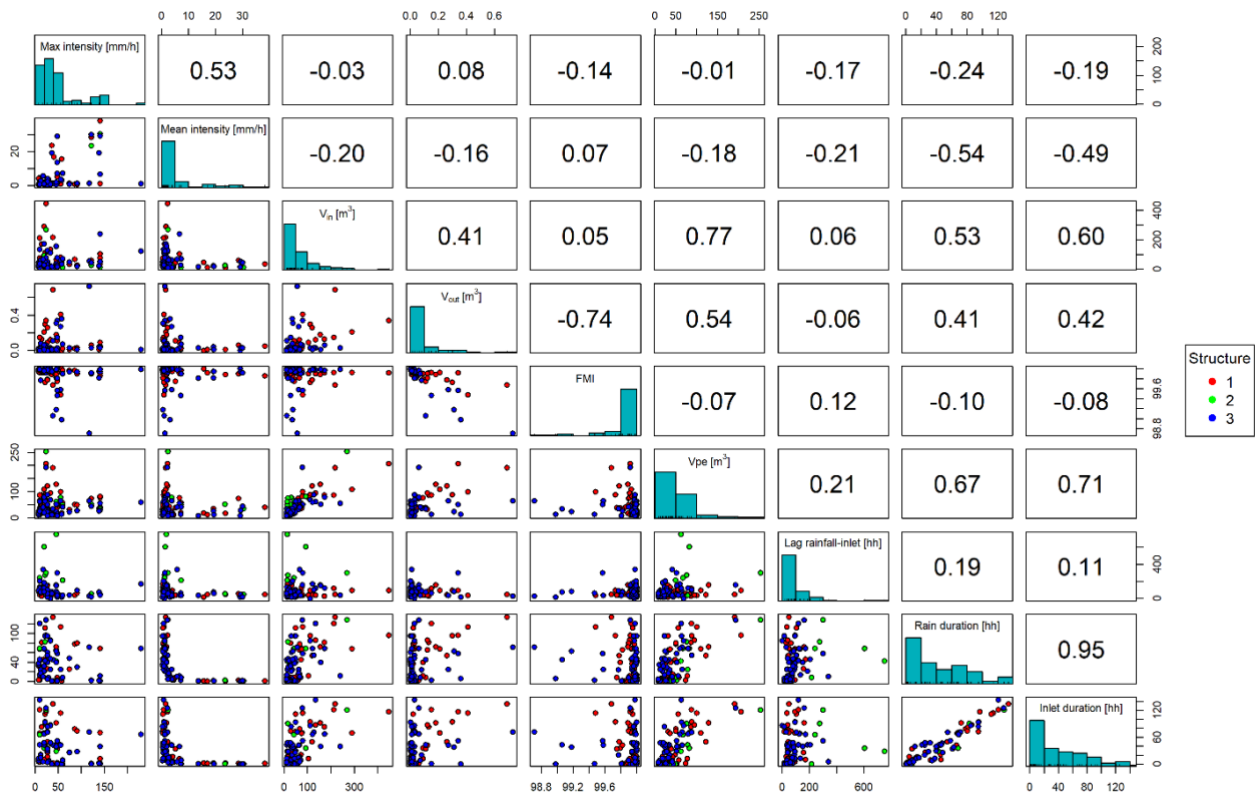 0 10 30 0.0 0.2 0.4 0.6 0 50 150 250 0 40 80 120
Max intensity [mm/h] 0.53 -0.03 0.08 -0.14 -0.01 -0.17 -0.24 -0.19 0 100 200
0 20 Mean intensity [mm/h] -0.20 -0.16 0.07 -0.18 -0.21 -0.54 -0.49
V_in [m³] 0.41 0.05 0.77 0.06 0.53 0.60 0 200 400
0.0 0.4 V_out [m³] -0.74 0.54 -0.06 0.41 0.42
FMI -0.07 0.12 -0.10 -0.08 98.8 99.6
0 100 250 Vpe [m³] 0.21 0.67 0.71
Lag rainfall-inlet [hh] 0.19 0.11 0 400
0 40 100 Rain duration [hh] 0.95
Inlet duration [hh] 0 40 80 120
0 50 150 0 100 300 98.8 99.2 99.6 0 200 600 0 40 80 120
Structure
1
2
3